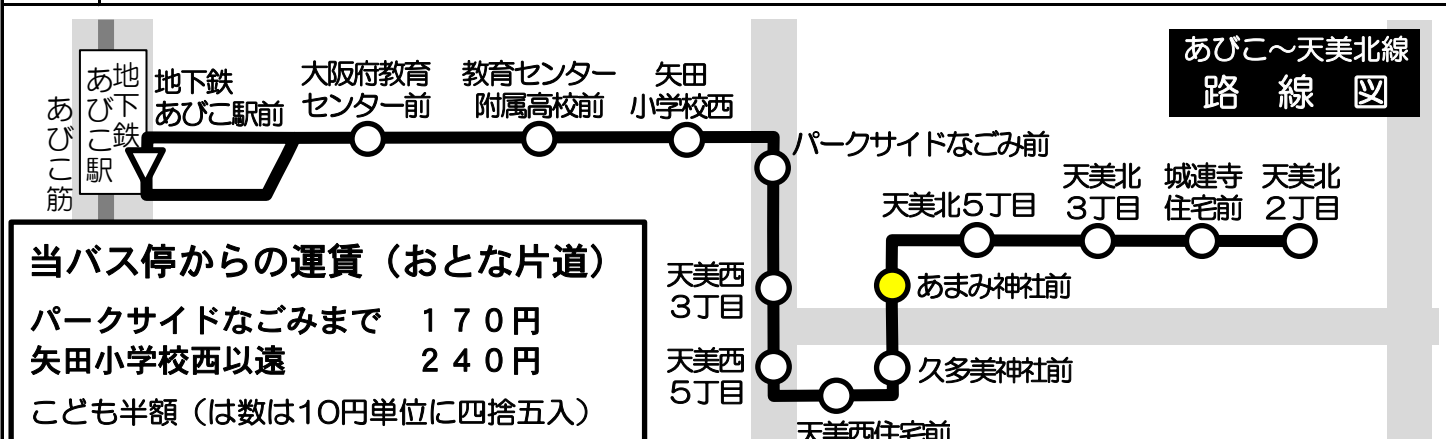 あびこ～天美北線
路線図
あびこ筋
地下鉄
あびこ駅
地下鉄
あびこ駅前
大阪府教育
センター前
教育センター
附属高校前
矢田
小学校西
パークサイドなごみ前
天美西
3丁目
天美西
5丁目
天美西住宅前
久多美神社前
あまみ神社前
天美北5丁目
天美北
3丁目
城連寺
住宅前
天美北
2丁目
当バス停からの運賃（おとな片道）
パークサイドなごみまで　１７０円
矢田小学校西以遠　２４０円
こども半額（は数は10円単位に四捨五入）